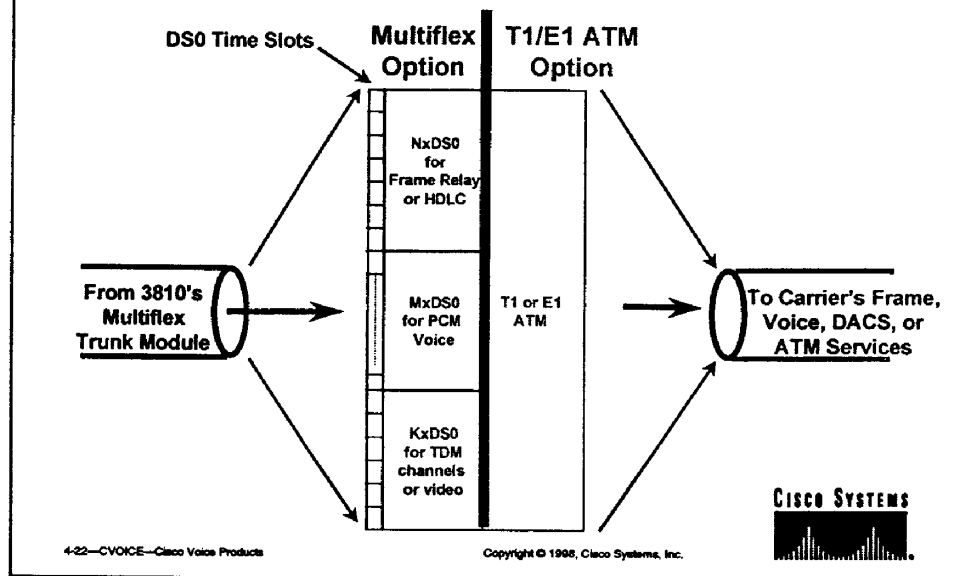 DS0 Time Slots
Multiflex
Option
T1/E1 ATM
Option
NxDS0
for
Frame Relay
or HDLC
From 3810's
Multiflex
Trunk Module
MxDS0
for PCM
Voice
T1 or E1
ATM
To Carrier's Frame,
Voice, DACS, or
ATM Services
KxDS0
for TDM
channels
or video
CISCO SYSTEMS
4-22—CVOICE—Cisco Voice Products
Copyright © 1998, Cisco Systems, Inc.